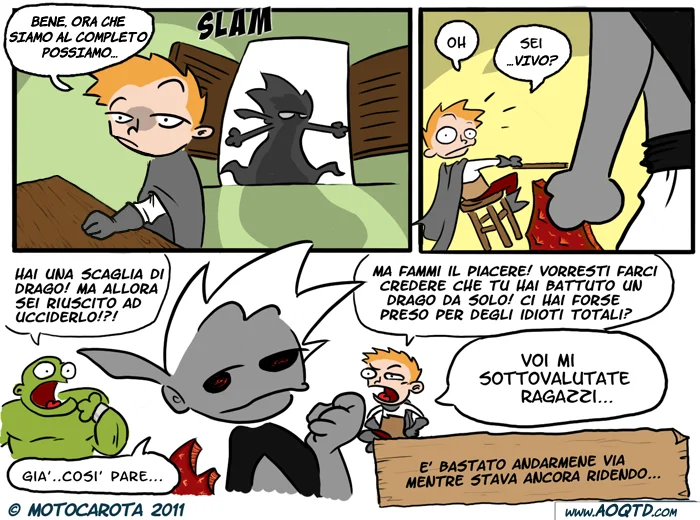 BENE, ORA CHE
SIAMO AL COMPLETO
POSSIAMO...
SLAM
OH
SEI
...VIVO?
HAI UNA SCAGLIA DI
DRAGO! MA ALLORA
SEI RIUSCITO AD
UCCIDERLO!?!
GIA'..COSI' PARE...
MA FAMMI IL PIACERE! VORRESTI FARCI
CREDERE CHE TU HAI BATTUTO UN
DRAGO DA SOLO! CI HAI FORSE
PRESO PER DEGLI IDIOTI TOTALI?
VOI MI
SOTTOVALUTATE
RAGAZZI...
E' BASTATO ANDARMENE VIA
MENTRE STAVA ANCORA RIDENDO...
© MOTOCAROTA 2011
WWW.AOQTD.COM